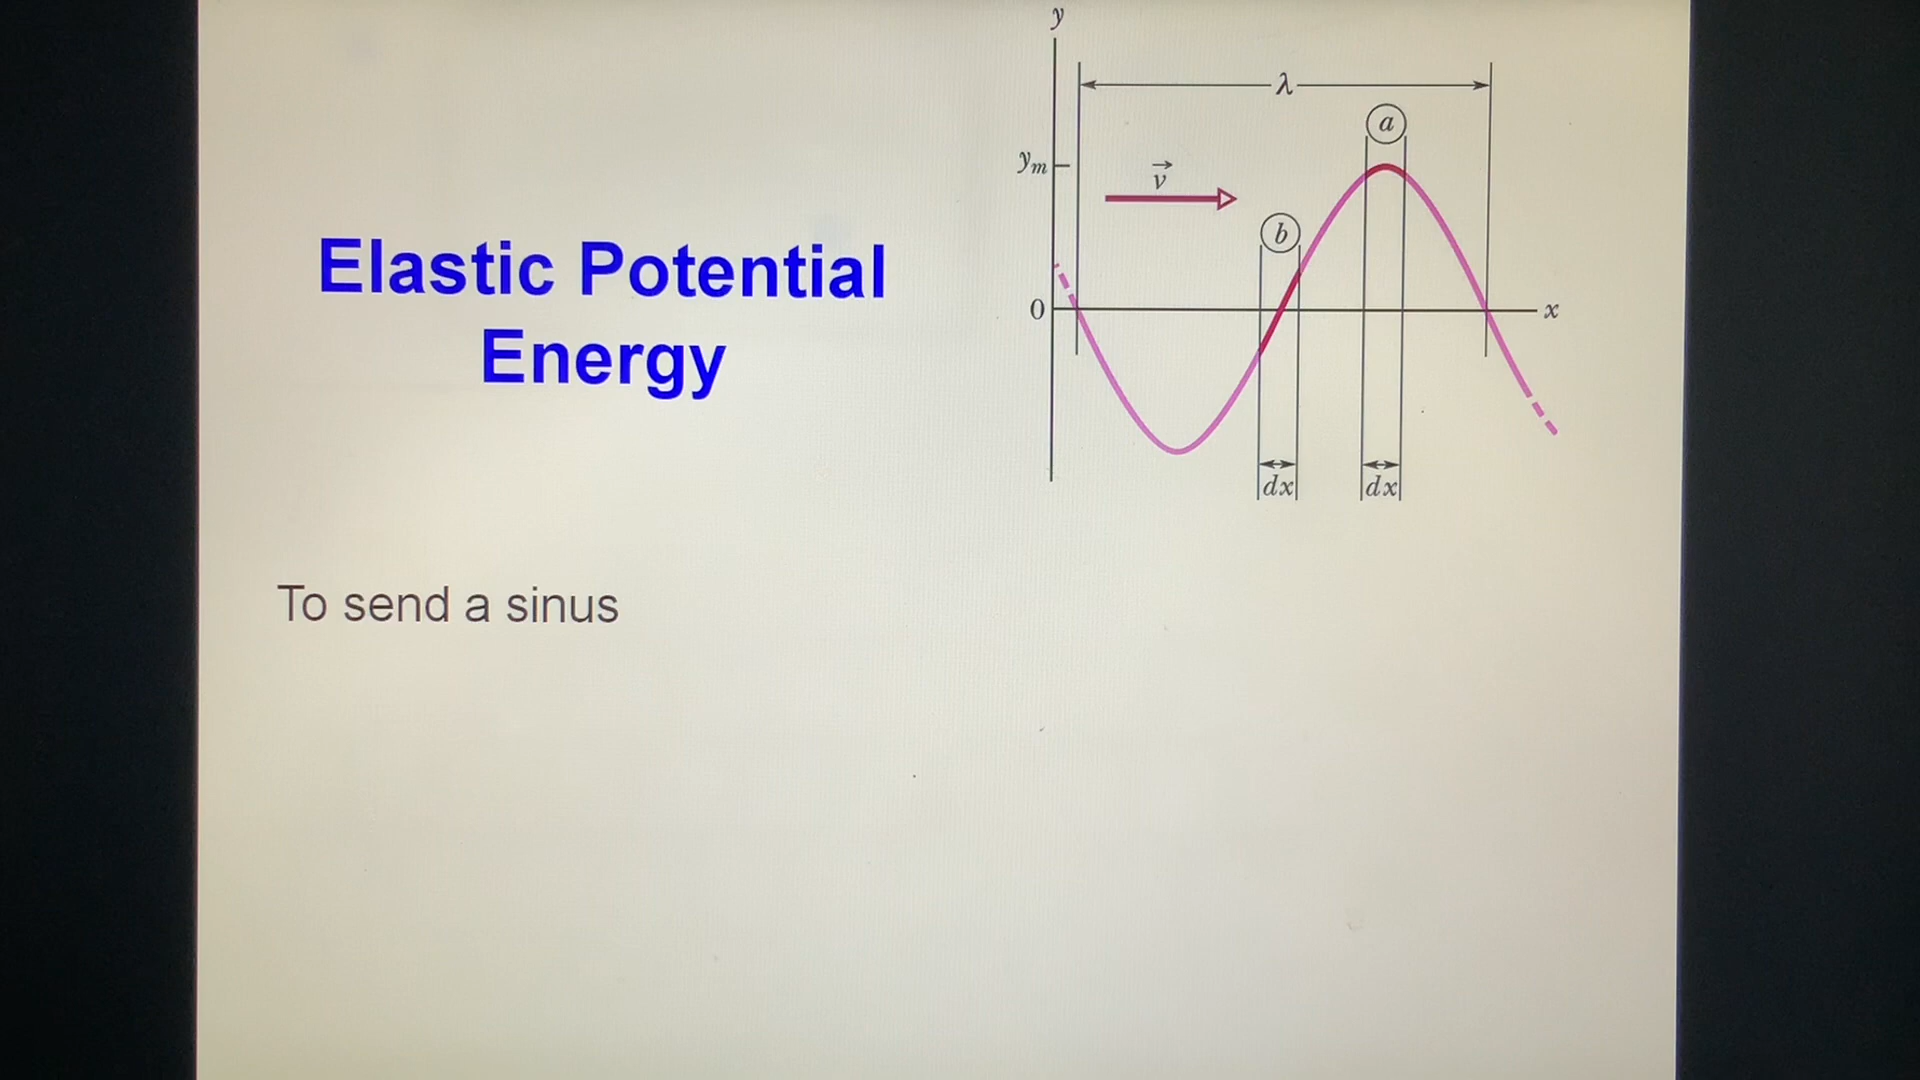 Elastic Potential
Energy
To send a sinus
y
λ
a
yₘ
v⃗
b
0
x
dx
dx